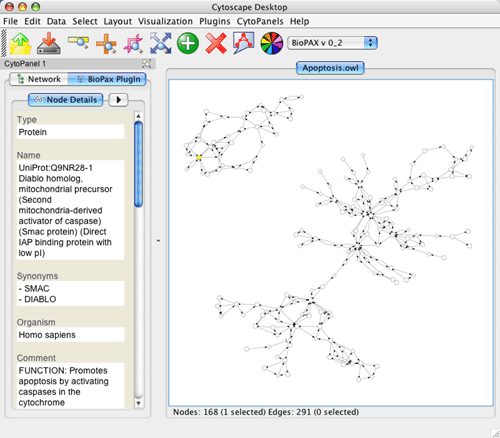 Cytoscape Desktop
File Edit Data Select Layout Visualization Plugins CytoPanels Help
BioPAX v 0_2
CytoPanel 1
Network
BioPax PlugIn
Apoptosis.owl
Node Details
Type
Protein
Name
UniProt:Q9NR28-1
Diablo homolog,
mitochondrial precursor
(Second
mitochondria-derived
activator of caspase)
(Smac protein) (Direct
IAP binding protein with
low pI)
Synonyms
- SMAC
- DIABLO
Organism
Homo sapiens
Comment
FUNCTION: Promotes
apoptosis by activating
caspases in the
cytochrome
Nodes: 168 (1 selected) Edges: 291 (0 selected)